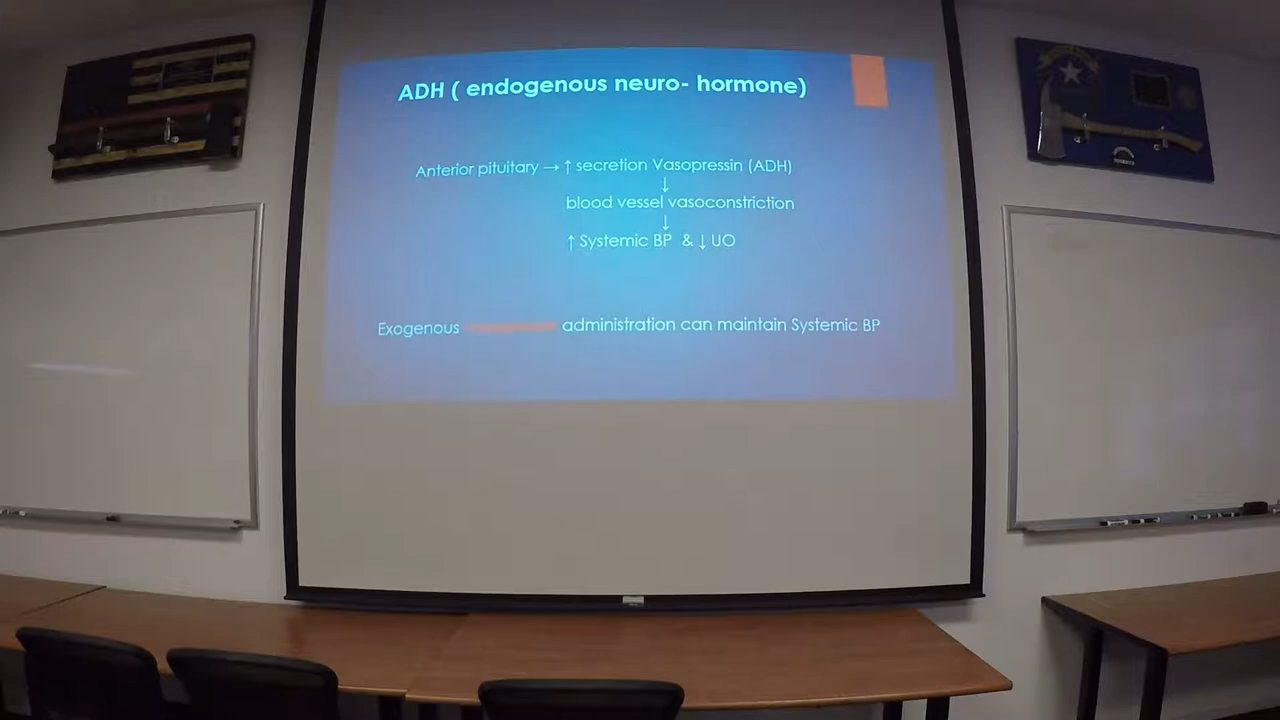 ADH ( endogenous neuro- hormone)
Anterior pituitary → ↑ secretion Vasopressin (ADH)
↓
blood vessel vasoconstriction
↓
↑ Systemic BP & ↓ UO
Exogenous administration can maintain Systemic BP